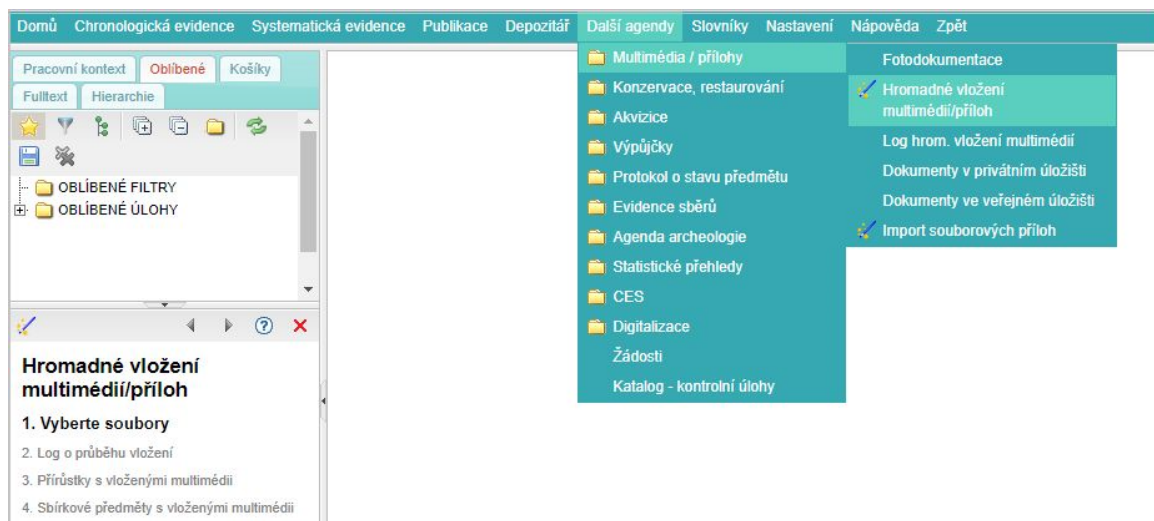 Domů Chronologická evidence Systematická evidence Publikace Depozitář Další agendy Slovníky Nastavení Nápověda Zpět
Pracovní kontext Oblíbené Košíky
Fulltext Hierarchie
OBLÍBENÉ FILTRY
OBLÍBENÉ ÚLOHY
Hromadné vložení
multimédií/příloh
1. Vyberte soubory
2. Log o průběhu vložení
3. Přírůstky s vloženými multimédii
4. Sbírkové předměty s vloženými multimédii
Multimédia / přílohy
Konzervace, restaurování
Akvizice
Výpůjčky
Protokol o stavu předmětu
Evidence sběrů
Agenda archeologie
Statistické přehledy
CES
Digitalizace
Žádosti
Katalog - kontrolní úlohy
Fotodokumentace
Hromadné vložení
multimédií/příloh
Log hrom. vložení multimédií
Dokumenty v privátním úložišti
Dokumenty ve veřejném úložišti
Import souborových příloh